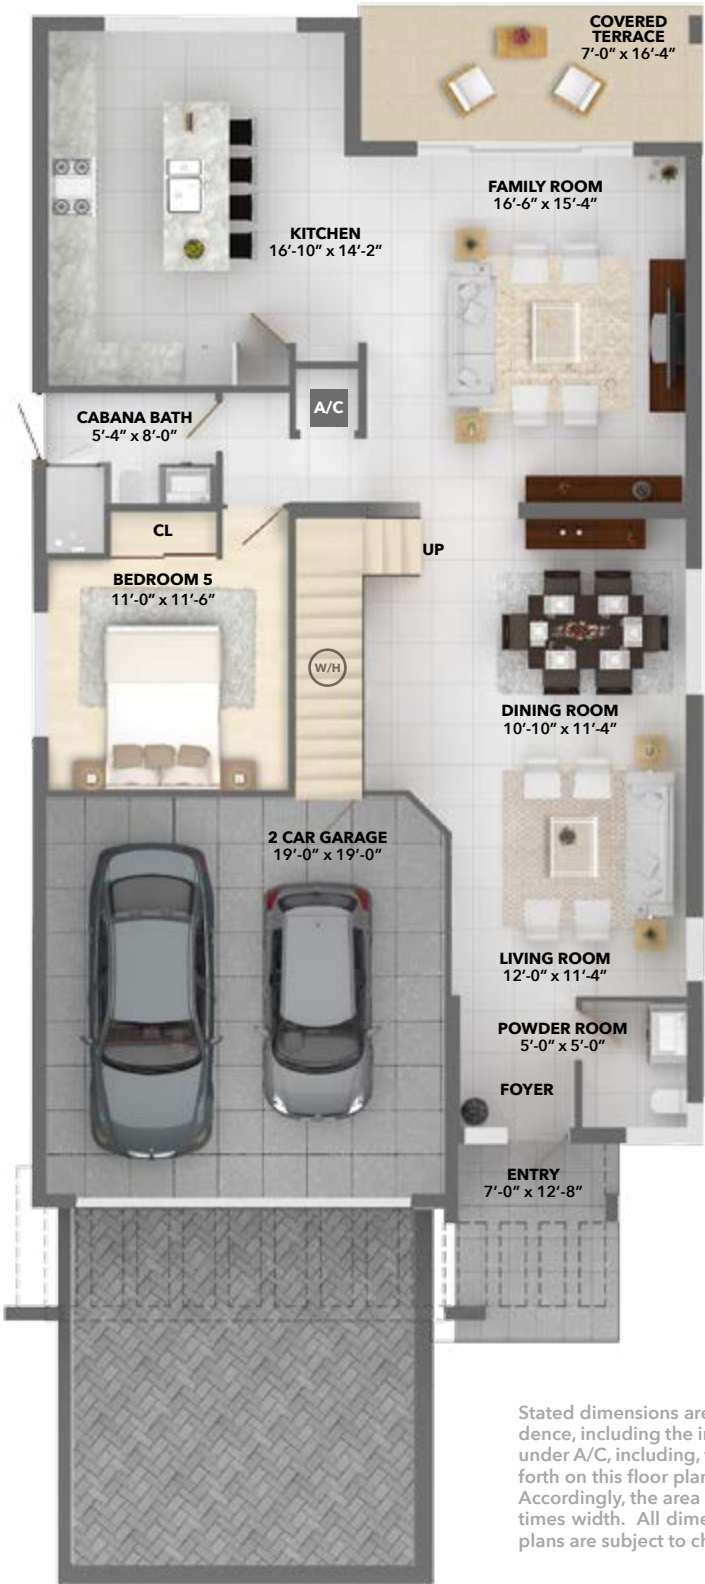 COVERED
TERRACE
7'-0" x 16'-4"
FAMILY ROOM
16'-6" x 15'-4"
KITCHEN
16'-10" x 14'-2"
A/C
CABANA BATH
5'-4" x 8'-0"
CL
UP
BEDROOM 5
11'-0" x 11'-6"
W/H
DINING ROOM
10'-10" x 11'-4"
2 CAR GARAGE
19'-0" x 19'-0"
LIVING ROOM
12'-0" x 11'-4"
POWDER ROOM
5'-0" x 5'-0"
FOYER
ENTRY
7'-0" x 12'-8"
Stated dimensions are
dence, including the
under A/C, including,
forth on this floor plan
Accordingly, the area
times width. All
plans are subject to